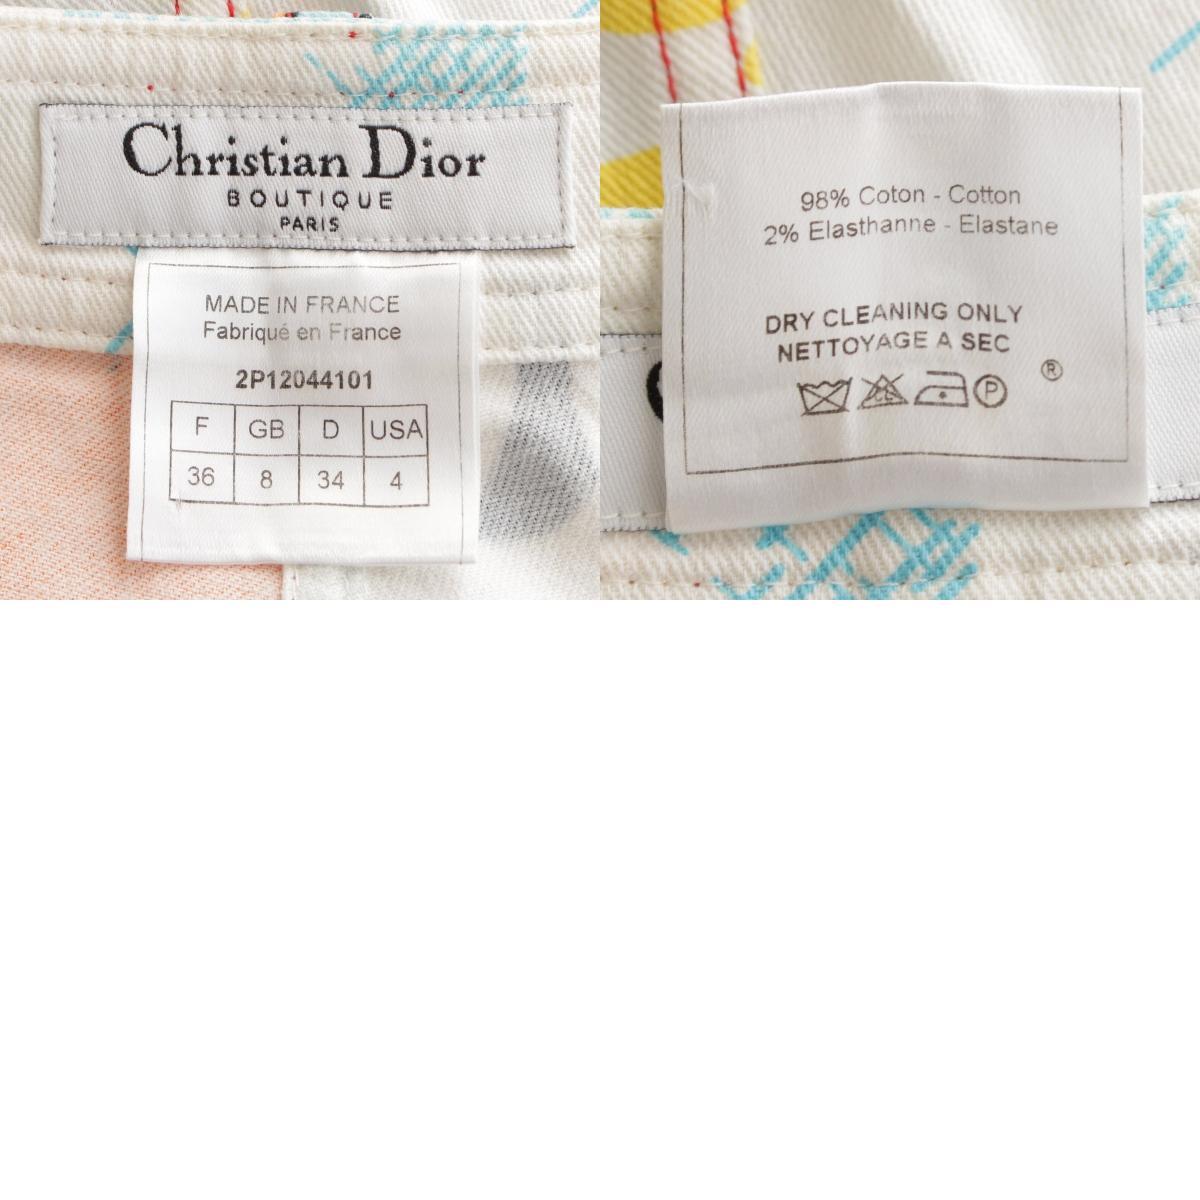 Christian Dior
BOUTIQUE
PARIS
MADE IN FRANCE
Fabriqué en France
2P12044101
F GB D USA
36 8 34 4
98% Coton - Cotton
2% Elasthanne - Elastane
DRY CLEANING ONLY
NETTOYAGE A SEC
CL P ®